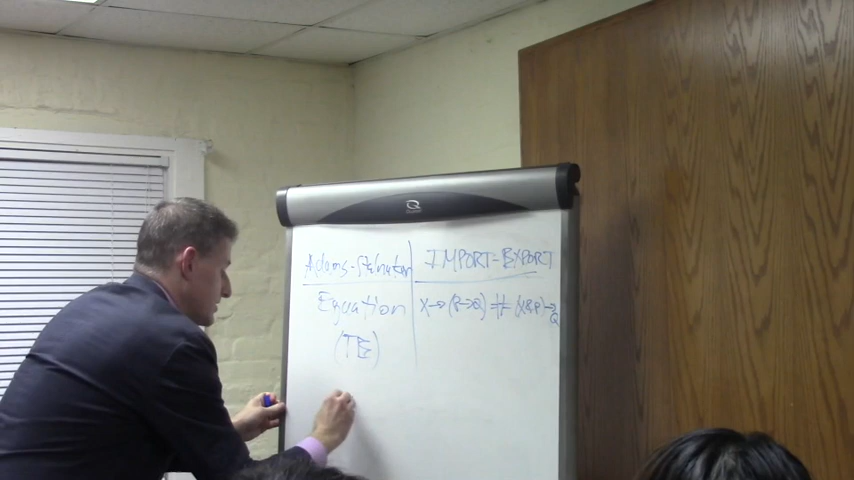 Adams-Stalnaker
Equation
(TE)
IMPORT-EXPORT
X→(P→Q) ⧺ (X&P)→Q